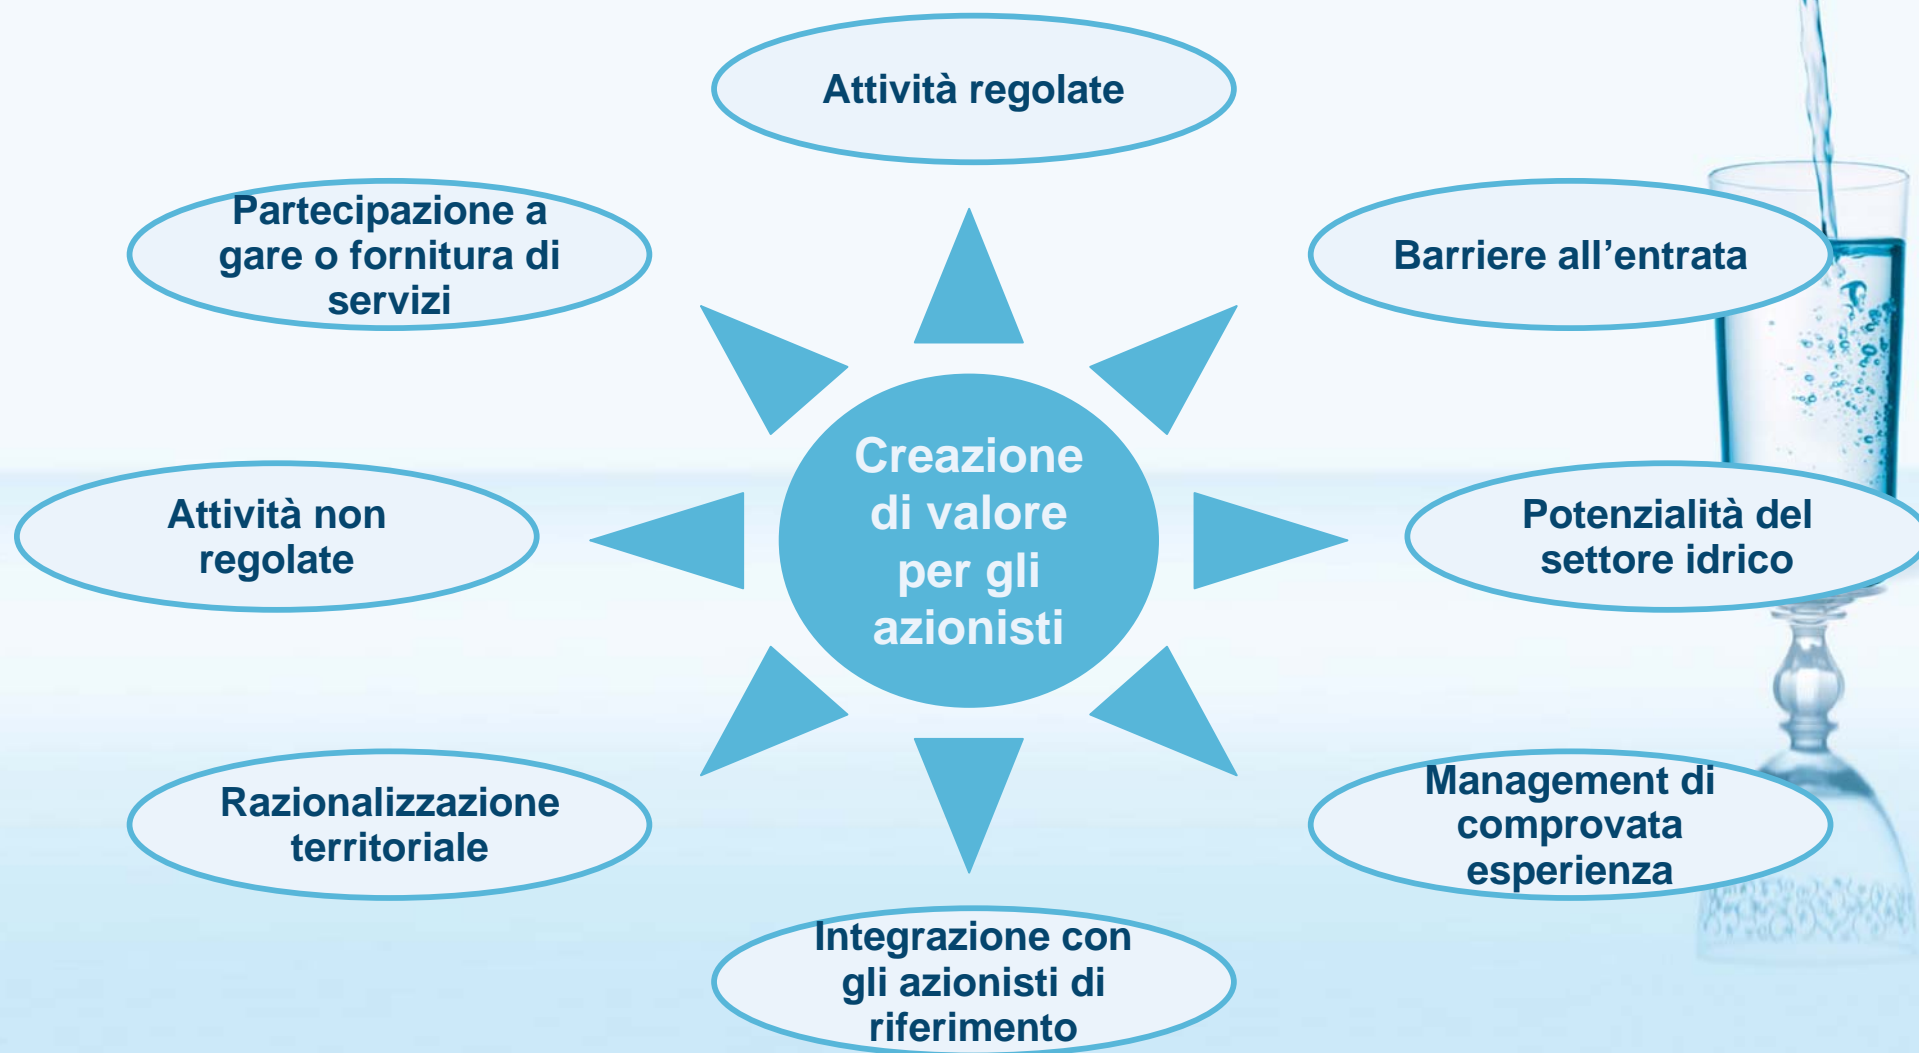 Attività regolate
Partecipazione a
gare o fornitura di
servizi
Barriere all’entrata
Creazione
di valore
per gli
azionisti
Attività non
regolate
Potenzialità del
settore idrico
Razionalizzazione
territoriale
Management di
comprovata
esperienza
Integrazione con
gli azionisti di
riferimento